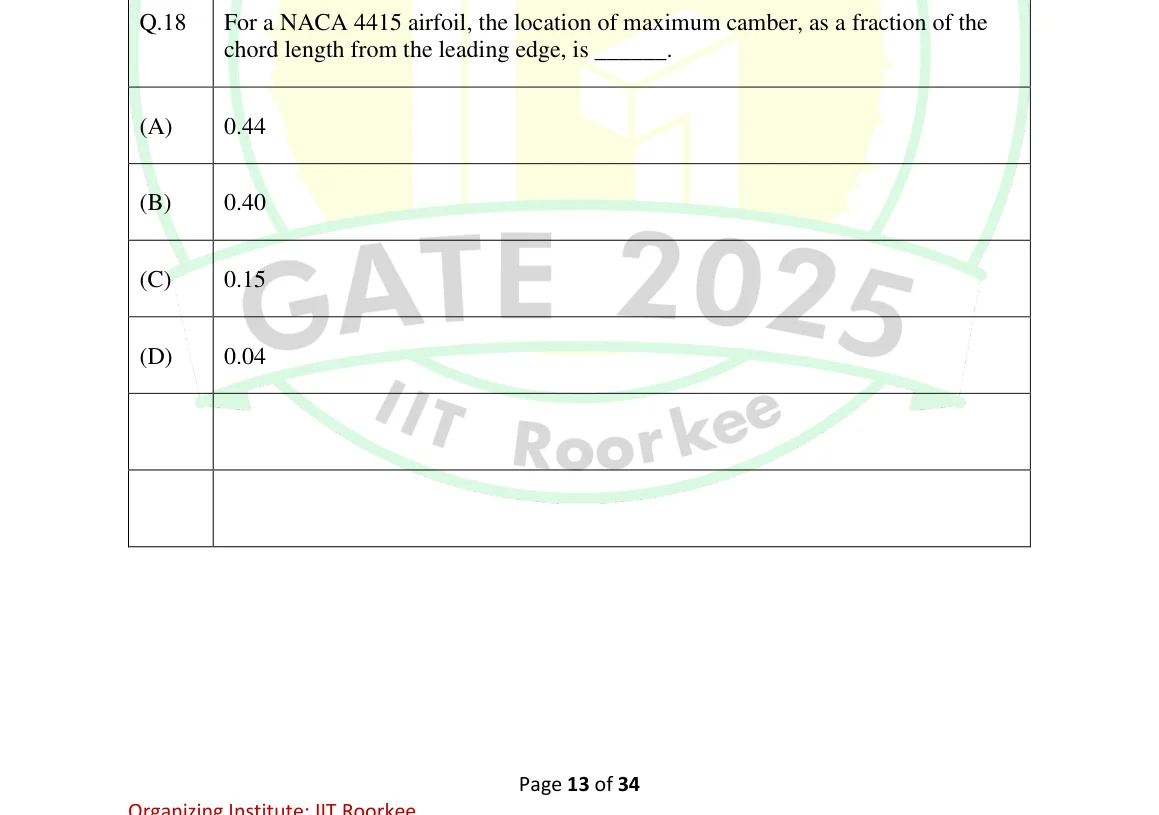 Q.18 For a NACA 4415 airfoil, the location of maximum camber, as a fraction of the
chord length from the leading edge, is ______.
(A) 0.44
(B) 0.40
(C) 0.15
(D) 0.04
GATE 2025
IIT Roorkee
Page 13 of 34
Organizing Institute: IIT Roorkee